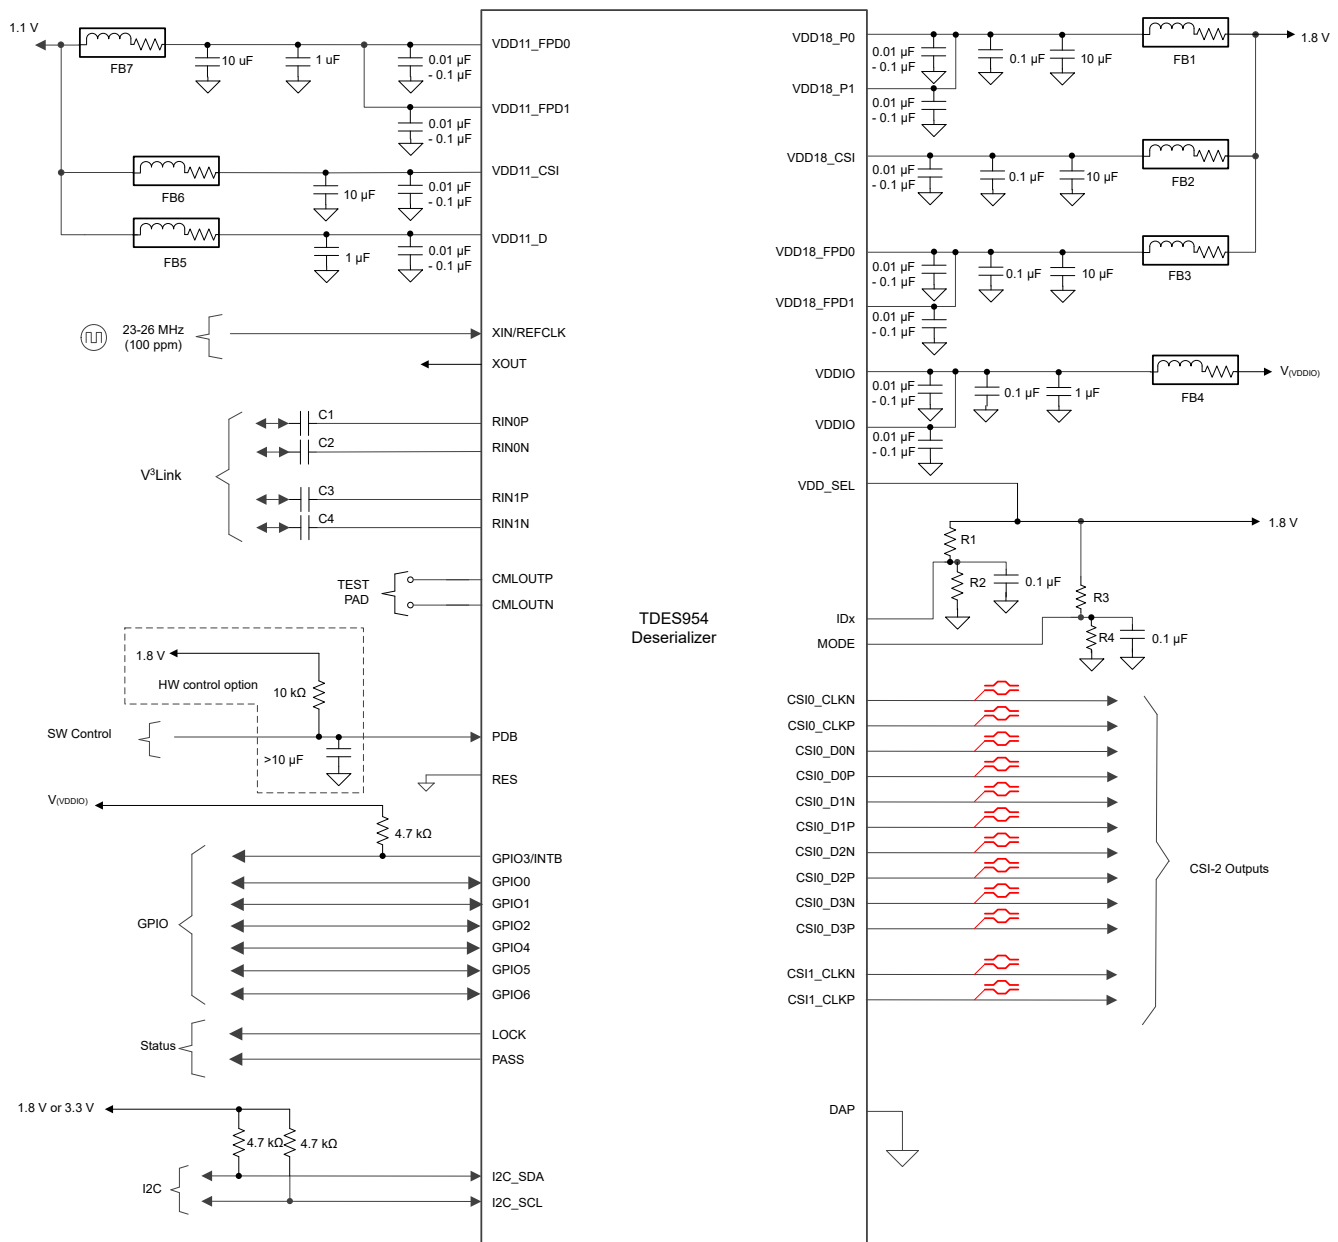 1.1 V
FB7
10 uF
1 uF
0.01 µF
- 0.1 µF
VDD11_FPD0
0.01 µF
- 0.1 µF
VDD11_FPD1
FB6
10 µF
0.01 µF
- 0.1 µF
VDD11_CSI
FB5
1 µF
0.01 µF
- 0.1 µF
VDD11_D
23-26 MHz
(100 ppm)
XIN/REFCLK
XOUT
V³Link
C1
RIN0P
C2
RIN0N
C3
RIN1P
C4
RIN1N
TEST
PAD
CMLOUTP
CMLOUTN
1.8 V
HW control option
10 kΩ
SW Control
>10 µF
PDB
RES
V(VDDIO)
4.7 kΩ
GPIO
GPIO3/INTB
GPIO0
GPIO1
GPIO2
GPIO4
GPIO5
GPIO6
Status
LOCK
PASS
1.8 V or 3.3 V
4.7 kΩ
4.7 kΩ
I2C
I2C_SDA
I2C_SCL
TDES954
Deserializer
VDD18_P0
0.01 µF
- 0.1 µF
0.1 µF
10 µF
FB1
1.8 V
VDD18_P1
0.01 µF
- 0.1 µF
VDD18_CSI
0.01 µF
- 0.1 µF
0.1 µF
10 µF
FB2
VDD18_FPD0
0.01 µF
- 0.1 µF
0.1 µF
10 µF
FB3
VDD18_FPD1
0.01 µF
- 0.1 µF
VDDIO
0.01 µF
- 0.1 µF
0.1 µF
1 µF
FB4
V(VDDIO)
VDDIO
0.01 µF
- 0.1 µF
VDD_SEL
1.8 V
R1
R2
0.1 µF
IDx
R3
MODE
R4
0.1 µF
CSI0_CLKN
CSI0_CLKP
CSI0_D0N
CSI0_D0P
CSI0_D1N
CSI0_D1P
CSI0_D2N
CSI0_D2P
CSI0_D3N
CSI0_D3P
CSI1_CLKN
CSI1_CLKP
CSI-2 Outputs
DAP